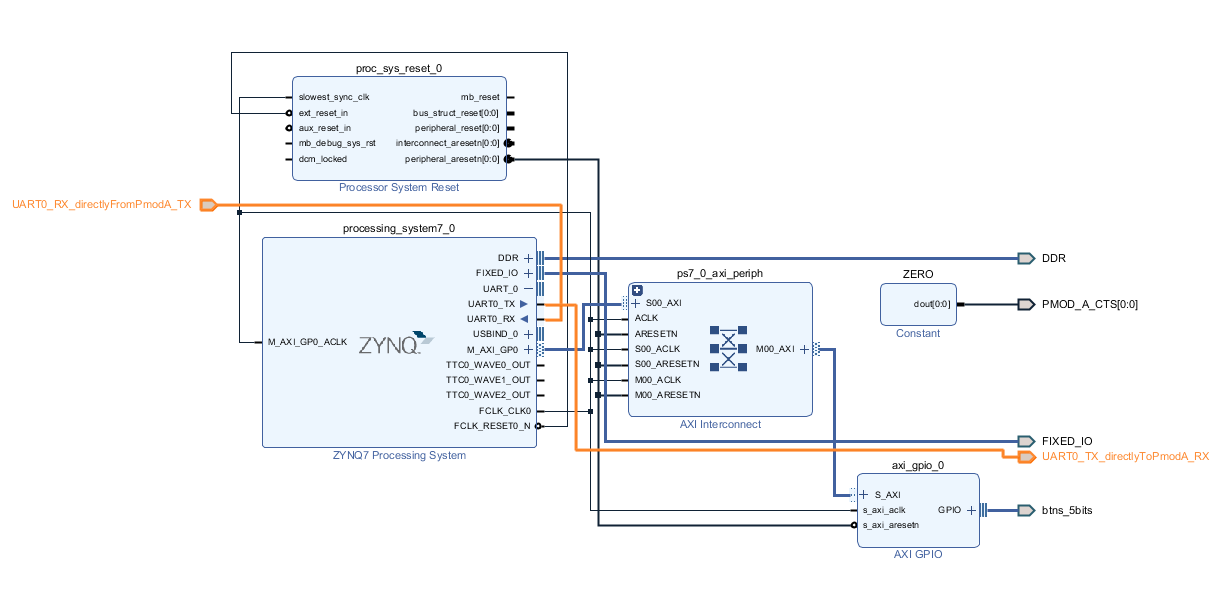 proc_sys_reset_0
slowest_sync_clk
mb_reset
ext_reset_in
bus_struct_reset[0:0]
aux_reset_in
peripheral_reset[0:0]
mb_debug_sys_rst
interconnect_aresetn[0:0]
dcm_locked
peripheral_aresetn[0:0]
Processor System Reset
UART0_RX_directlyFromPmodA_TX
processing_system7_0
DDR
FIXED_IO
UART_0
UART0_TX
UART0_RX
USBIND_0
M_AXI_GP0_ACLK
ZYNQ
M_AXI_GP0
TTC0_WAVE0_OUT
TTC0_WAVE1_OUT
TTC0_WAVE2_OUT
FCLK_CLK0
FCLK_RESET0_N
ZYNQ7 Processing System
ps7_0_axi_periph
S00_AXI
ACLK
ARESETN
S00_ACLK
M00_AXI
S00_ARESETN
M00_ACLK
M00_ARESETN
AXI Interconnect
ZERO
dout[0:0]
Constant
DDR
PMOD_A_CTS[0:0]
FIXED_IO
UART0_TX_directlyToPmodA_RX
axi_gpio_0
S_AXI
s_axi_aclk
GPIO
s_axi_aresetn
AXI GPIO
btns_5bits